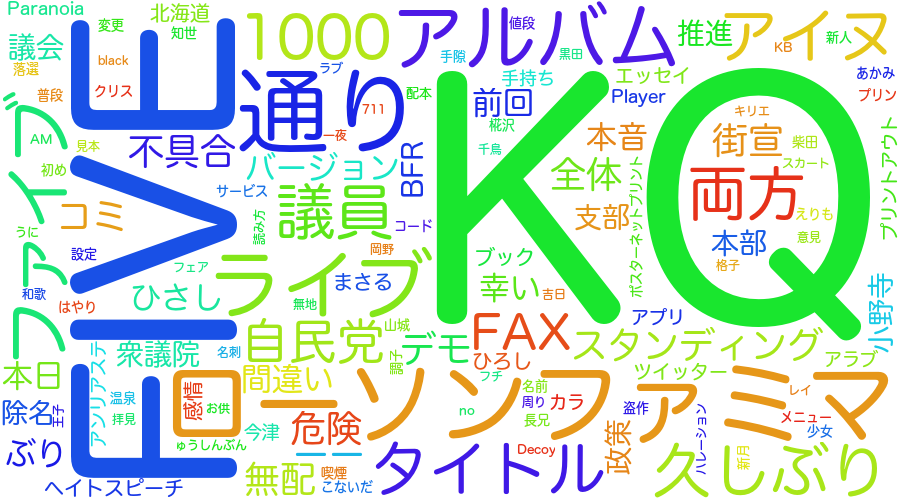 Paranoia
北海道
1000
アルバム
推進
アイヌ
変更
知世
値段
KB
新人
議会
手隙
黒田
落選
black
ラブ
手持ち
エッセイ
あかみ
普段
クリス
通り
配本
前回
Player
プリン
FIVE
711
KQ
キリエ
ファイブ
AM
一夜
椛沢
本音
街宣
柴田
見本
不具合
千鳥
スカート
初め
バージョン
BFR
全体
両方
プリントアウト
サービス
議員
支部
えりも
コミ
読み方
コード
ポスターネットプリント
うに
本部
意見
設定
岡野
ブック
格子
フェア
ライブ
まさる
幸い
和歌
ひさし
吉日
小野寺
はやり
無地
アプリ
自民党
山城
FAX
デモ
スタンディング
衆議院
名刺
ひろし
アラブ
アンリアステ
調子
本日
間違い
ツイッター
フチ
ロー
ソンファミマ
感情
名前
レイ
温泉
お供
周り
カラ
盗作
除名
王子
no
メニュー
拝見
今津
危険
長兄
少女
ハレーション
ぶり
ゅうしんぶん
Decoy
政策
新月
タイトル
久しぶり
無配
喫煙
ヘイトスピーチ
こないだ